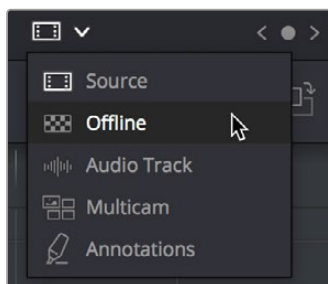 Source
Offline
Audio Track
Multicam
Annotations